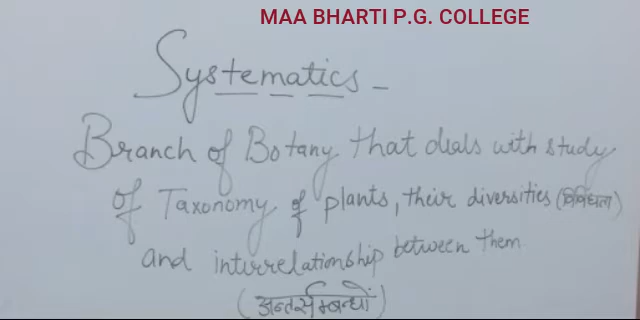 MAA BHARTI P.G. COLLEGE
Systematics -
Branch of Botany that deals with study
of Taxonomy of plants, their diversities (विविधता)
and interrelationship between them
(अन्तर्सम्बन्धों)